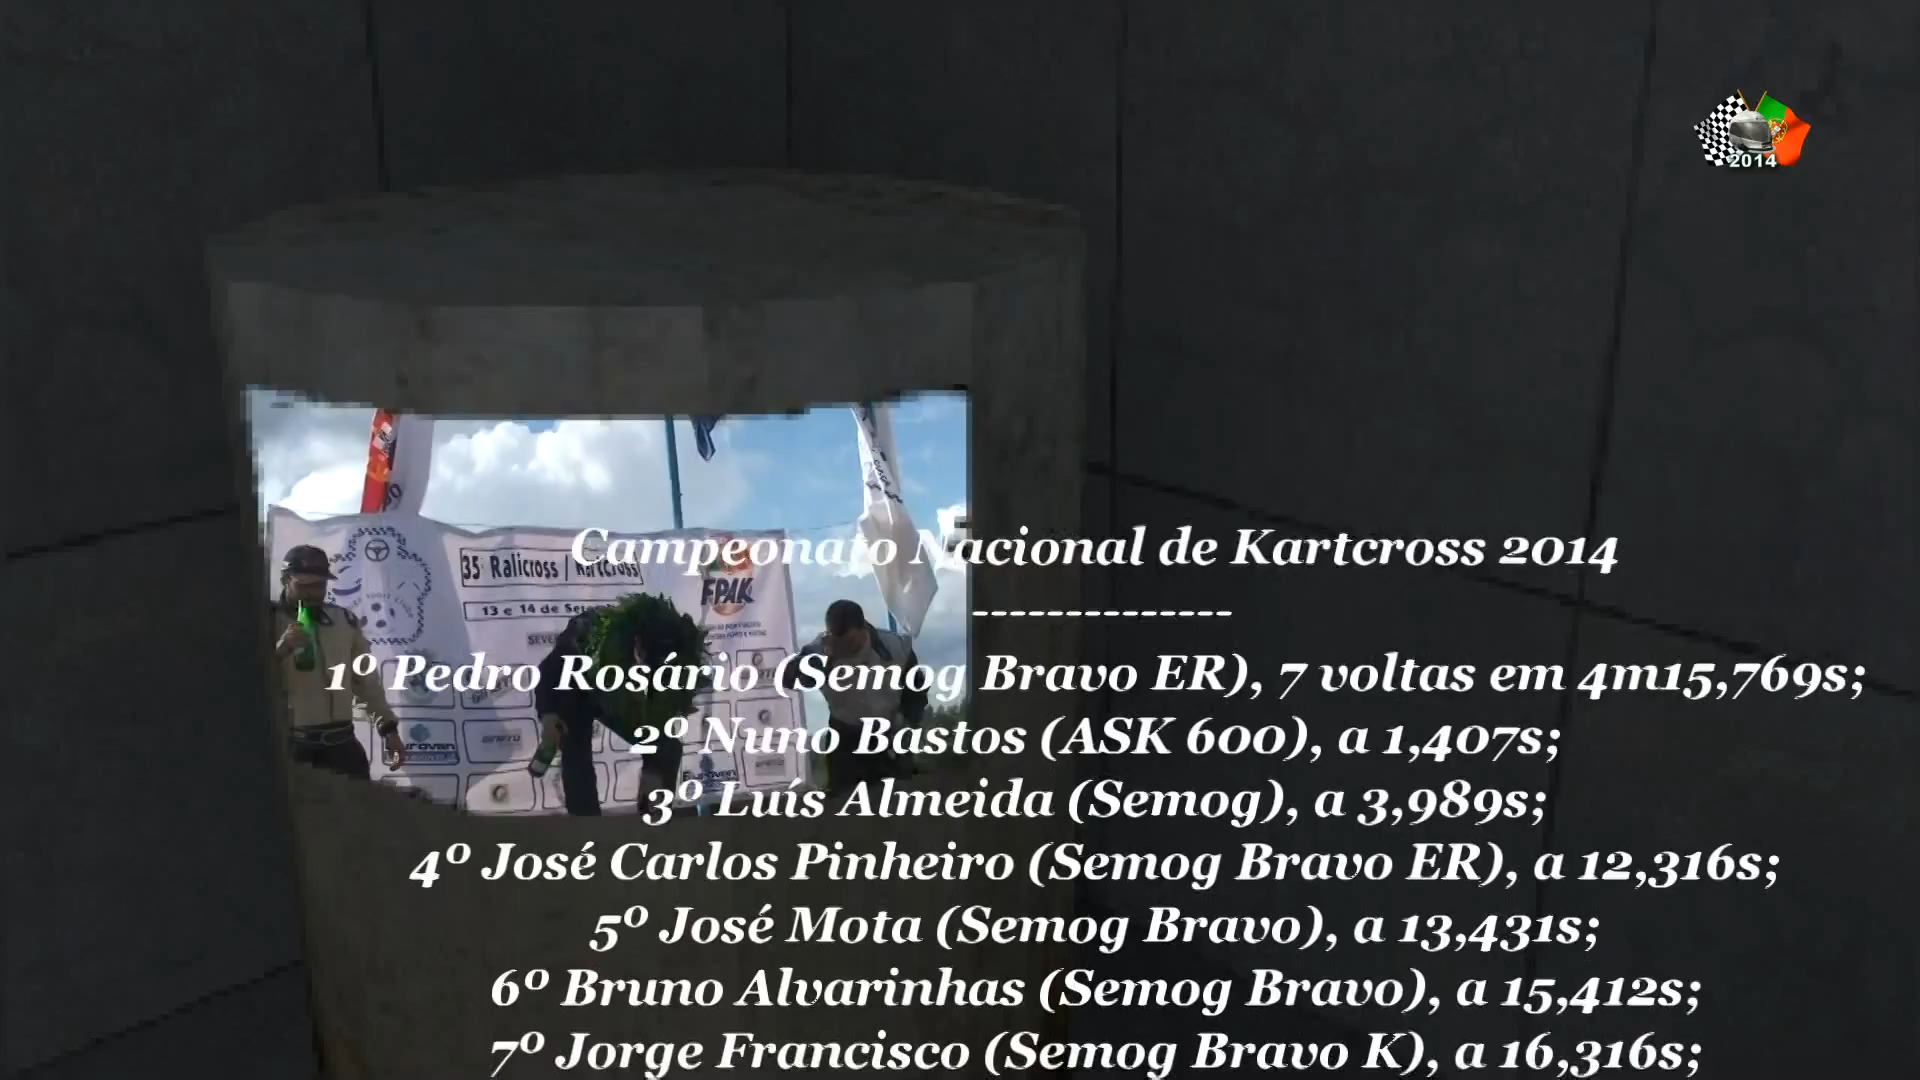 2014
Campeonato Nacional de Kartcross 2014
--------------
1º Pedro Rosário (Semog Bravo ER), 7 voltas em 4m15,769s;
2º Nuno Bastos (ASK 600), a 1,407s;
3º Luís Almeida (Semog), a 3,989s;
4º José Carlos Pinheiro (Semog Bravo ER), a 12,316s;
5º José Mota (Semog Bravo), a 13,431s;
6º Bruno Alvarinhas (Semog Bravo), a 15,412s;
7º Jorge Francisco (Semog Bravo K), a 16,316s;
35 Ralicross / Kartcross
13 e 14 de
FPAK